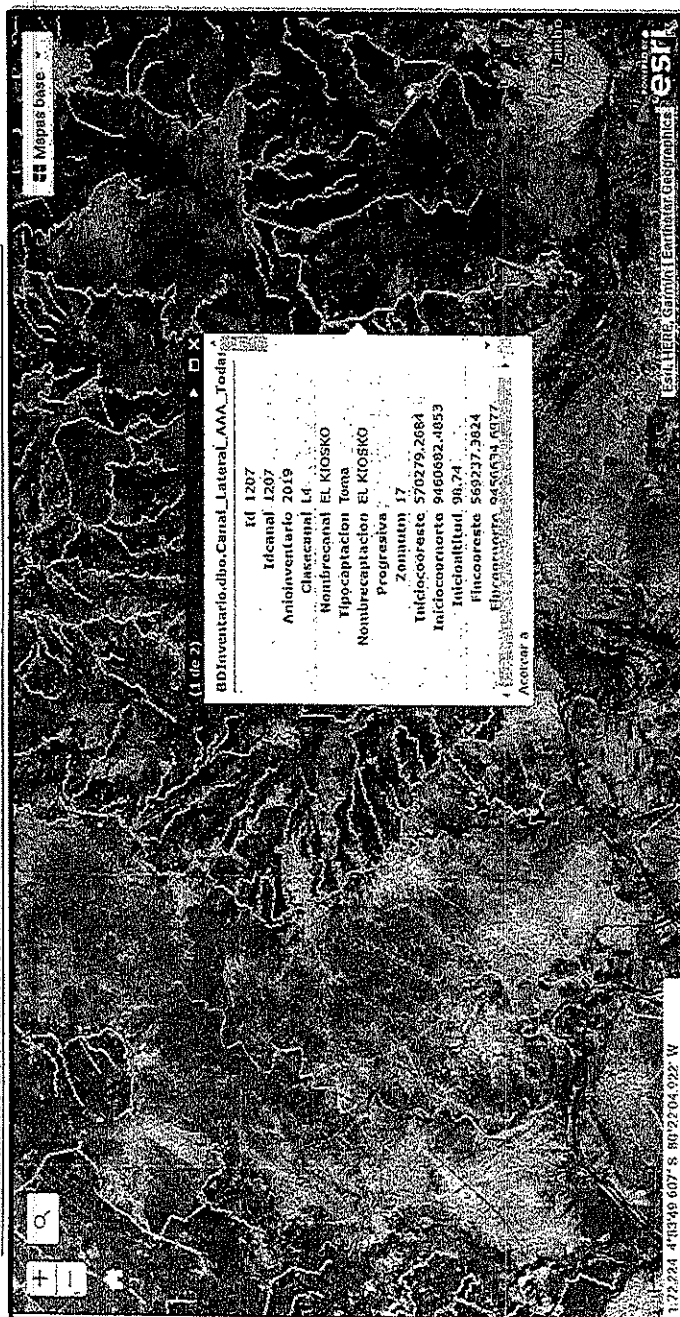 Mapas base
(1 de 2)
BDInventario.dbo.Canal_Lateral_AAA_Todas
Id 1207
Idcanal 1207
Anioinventario 2019
Clasecanal L4
Nombrecanal EL KIOSKO
Tipocaptacion Toma
Nombrecaptacion EL KIOSKO
Progresiva
Zonautm 17
Iniciocooreste 570279.2684
Iniciocoornorte 9460682.4853
Inicioaltitud 98.74
Fincooreste 569237.3824
Acercar a
esri
Esri, HERE, Garmin | Earthstar Geographics